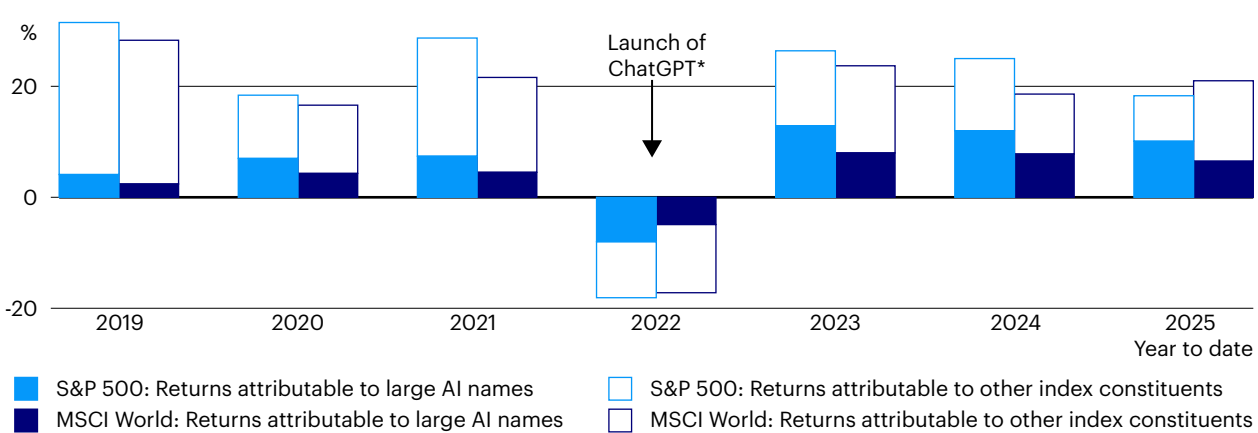 %
Launch of
ChatGPT*
20
0
-20
2019 2020 2021 2022 2023 2024 2025
Year to date
S&P 500: Returns attributable to large AI names S&P 500: Returns attributable to other index constituents
MSCI World: Returns attributable to large AI names MSCI World: Returns attributable to other index constituents